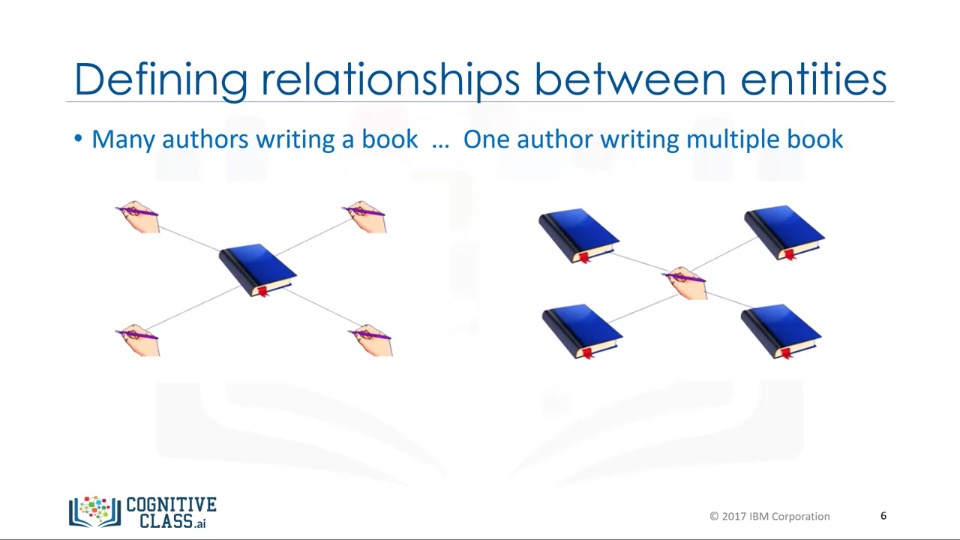 Defining relationships between entities
• Many authors writing a book … One author writing multiple book
COGNITIVE
CLASS.ai
© 2017 IBM Corporation 6